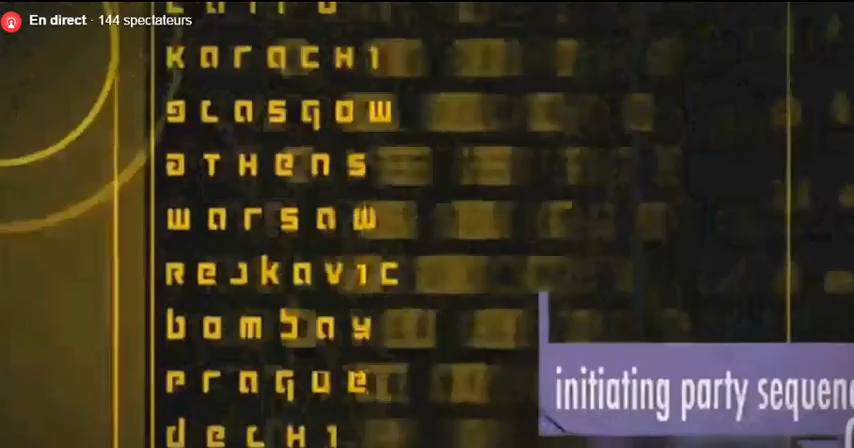 En direct · 144 spectateurs
Karachi
Glasgow
Athens
Warsaw
Rejkavic
Bombay
Prague
Delhi
initiating party sequenc